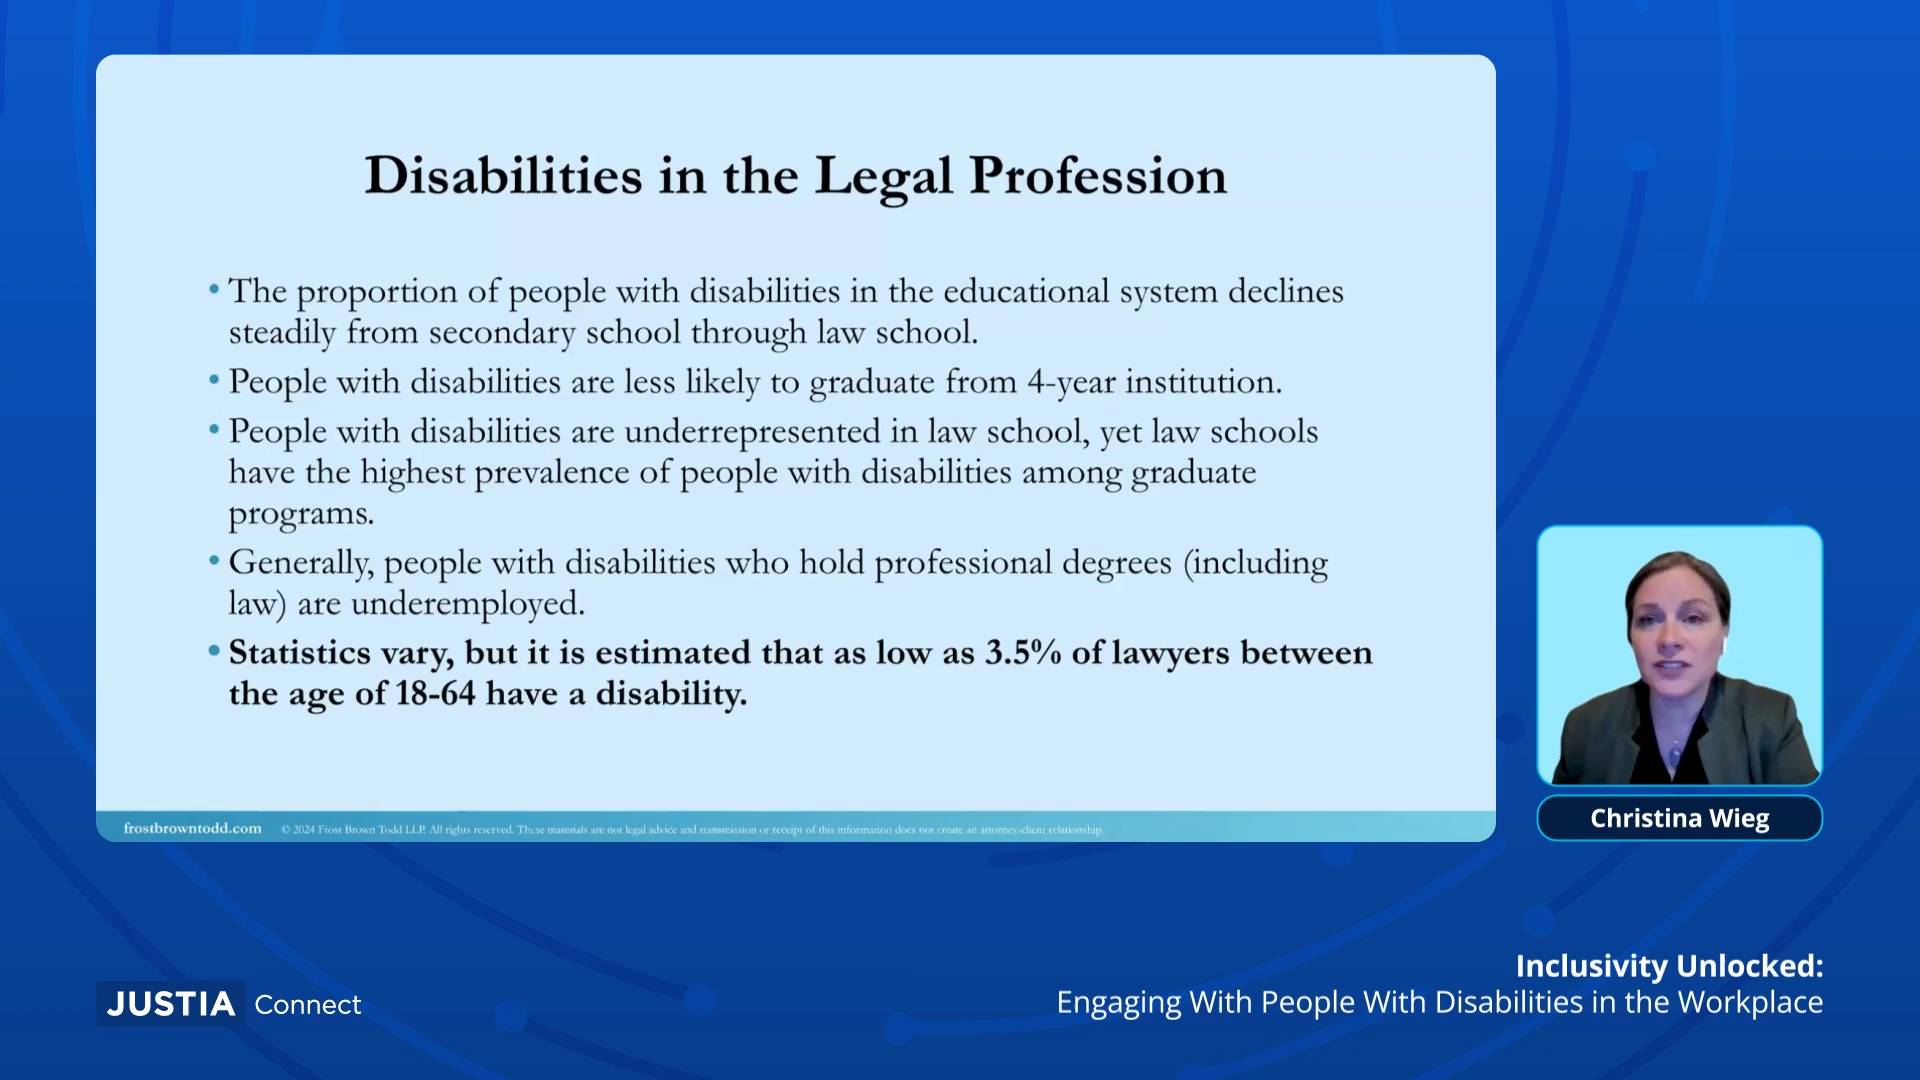 Disabilities in the Legal Profession
• The proportion of people with disabilities in the educational system declines
steadily from secondary school through law school.
• People with disabilities are less likely to graduate from 4-year institution.
• People with disabilities are underrepresented in law school, yet law schools
have the highest prevalence of people with disabilities among graduate
programs.
• Generally, people with disabilities who hold professional degrees (including
law) are underemployed.
• Statistics vary, but it is estimated that as low as 3.5% of lawyers between
the age of 18-64 have a disability.
frostbrowntodd.com © 2024 Frost Brown Todd LLP. All rights reserved. These materials are not legal advice and transmission or receipt of this information does not create an attorney-client relationship.
Christina Wieg
Inclusivity Unlocked:
Engaging With People With Disabilities in the Workplace
JUSTIA Connect